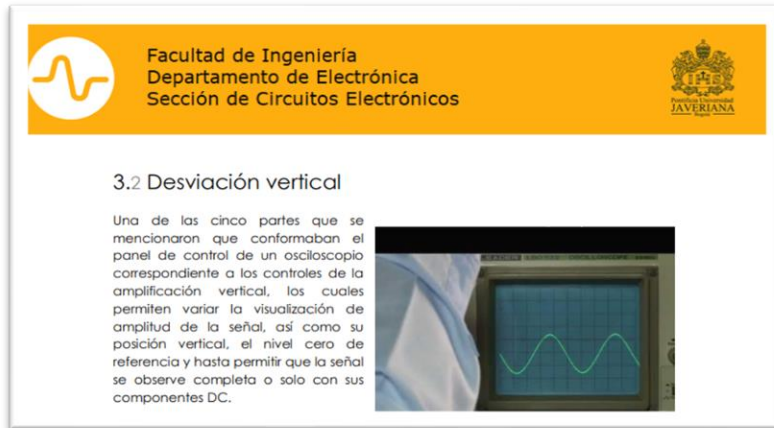 Facultad de Ingeniería
Departamento de Electrónica
Sección de Circuitos Electrónicos
Pontificia Universidad
JAVERIANA
Bogotá
3.2 Desviación vertical
Una de las cinco partes que se
mencionaron que conformaban el
panel de control de un osciloscopio
correspondiente a los controles de la
amplificación vertical, los cuales
permiten variar la visualización de
amplitud de la señal, así como su
posición vertical, el nivel cero de
referencia y hasta permitir que la señal
se observe completa o solo con sus
componentes DC.
OSCILLOSCOPE